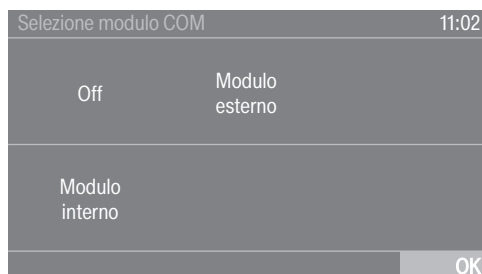 Selezione modulo COM 11:02
Off
Modulo
esterno
Modulo
interno
OK